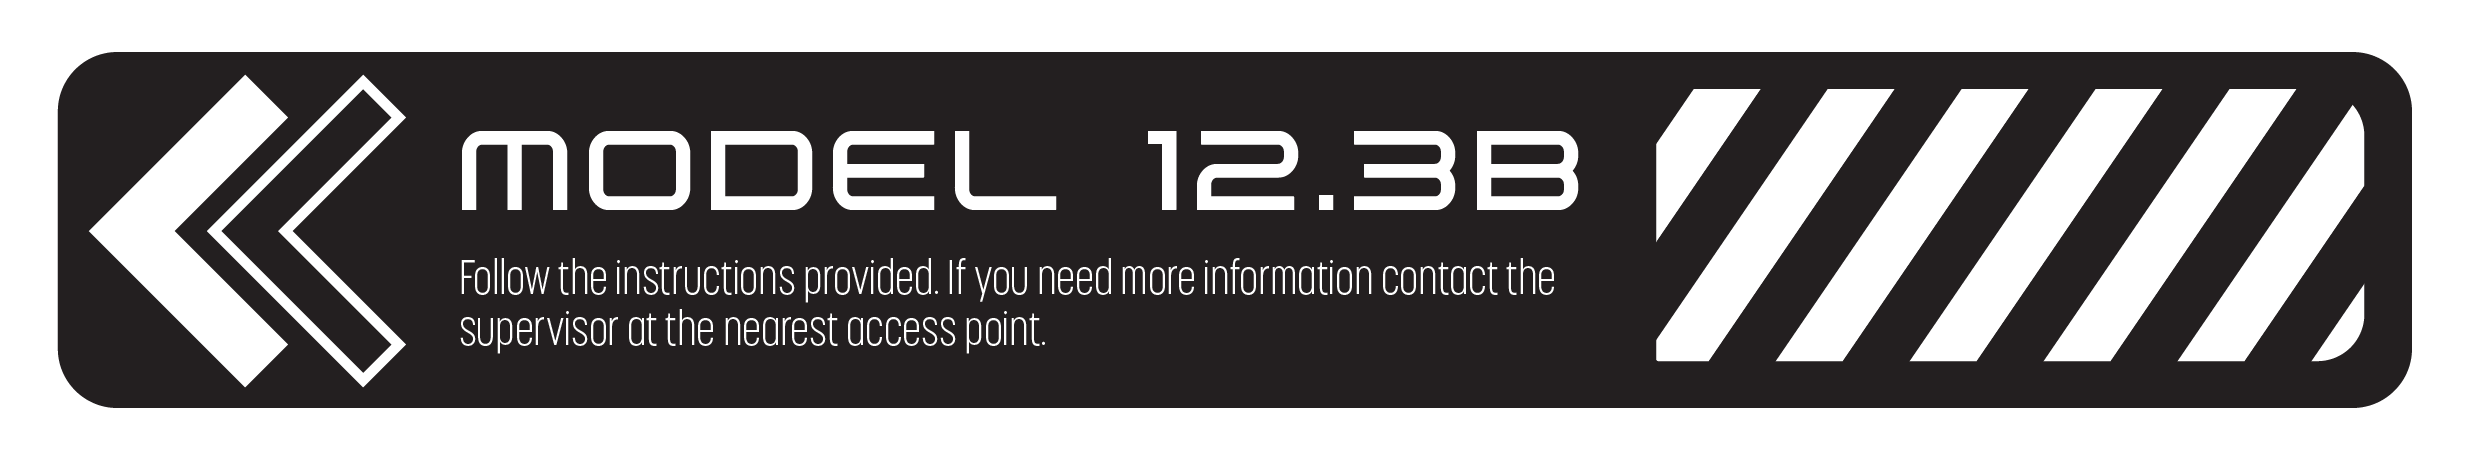 MODEL 12.3B
Follow the instructions provided. If you need more information contact the
supervisor at the nearest access point.